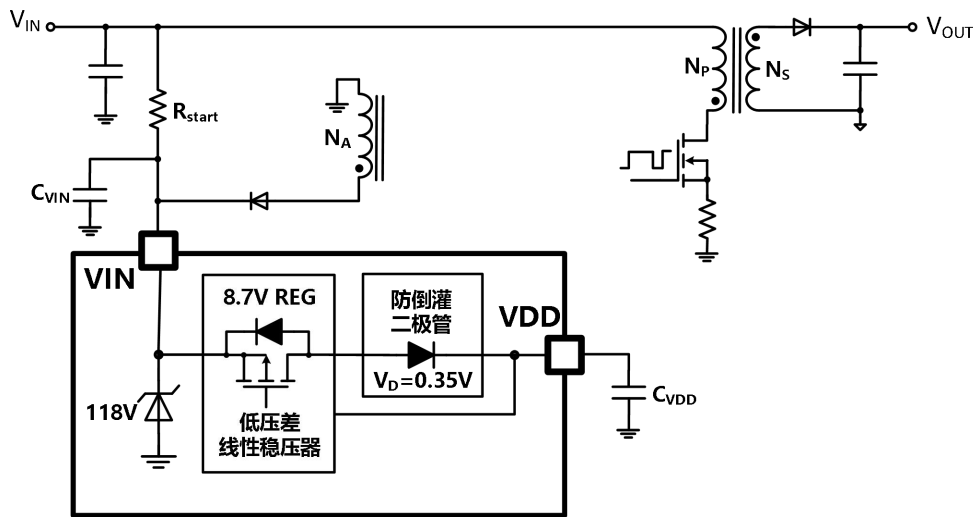 VIN
VOUT
NP
NS
Rstart
NA
CVIN
VIN
8.7V REG
防倒灌
二极管
VDD
VD=0.35V
118V
低压差
线性稳压器
CVDD